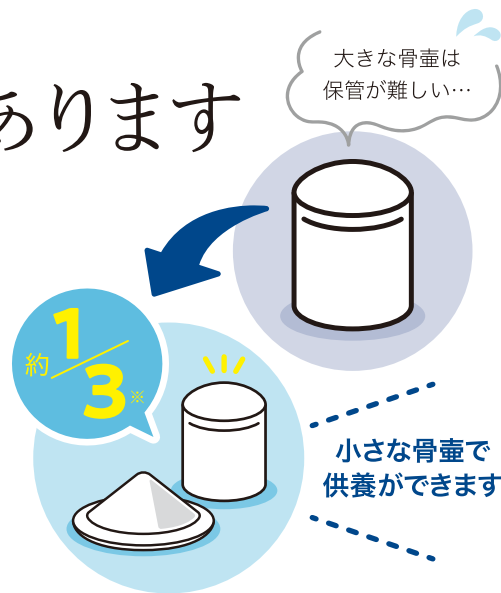 あります
大きな骨壷は
保管が難しい…
約1/3※
小さな骨壷で
供養ができます